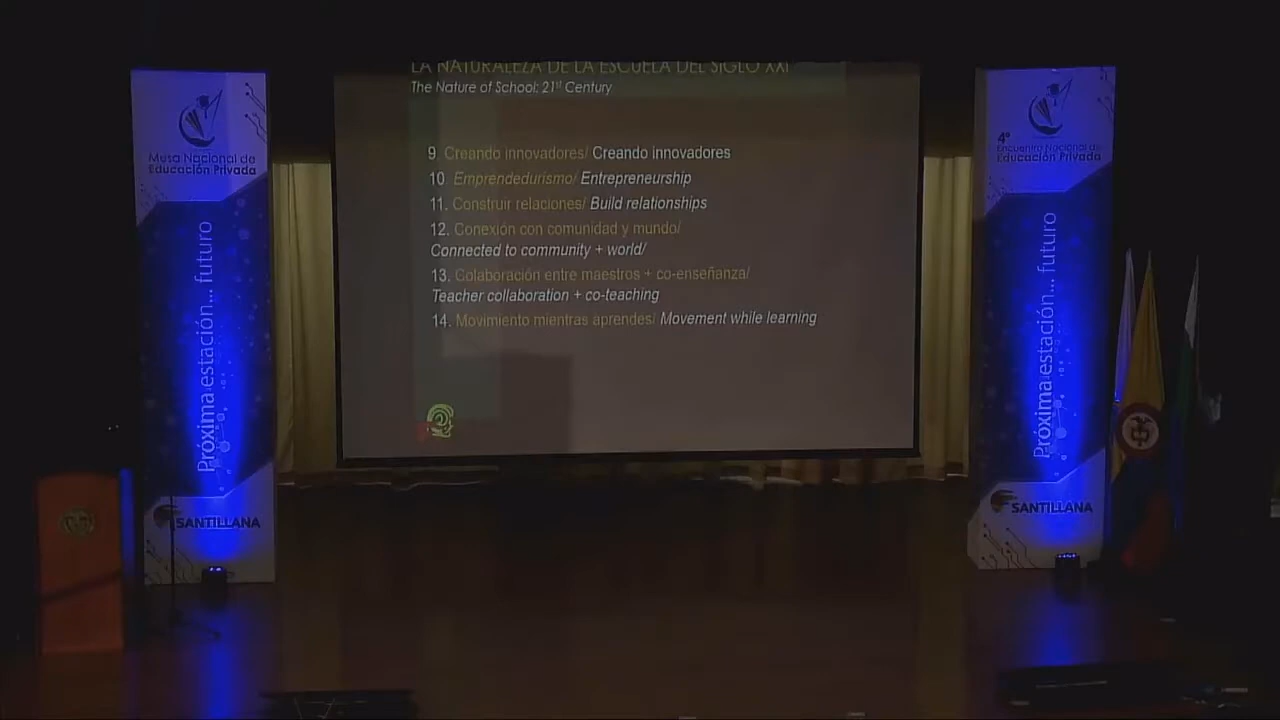 LA NATURALEZA DE LA ESCUELA DEL SIGLO XXI
The Nature of School: 21st Century
9. Creando innovadores/ Creando innovadores
10 Emprendedurismo/ Entrepreneurship
11. Construir relaciones/ Build relationships
12. Conexión con comunidad y mundo/
Connected to community + world/
13. Colaboración entre maestros + co-enseñanza/
Teacher collaboration + co-teaching
14. Movimiento mientras aprendes/ Movement while learning
Mesa Nacional de
Educación Privada
Próxima estación... futuro
SANTILLANA
4º
Encuentro Nacional de
Educación Privada
Próxima estación... futuro
SANTILLANA